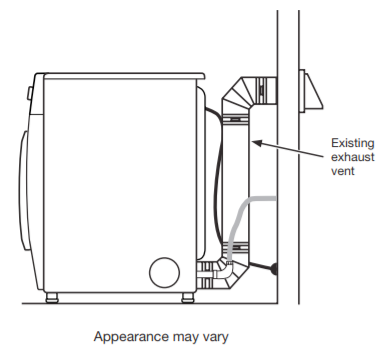 Existing
exhaust
vent
Appearance may vary